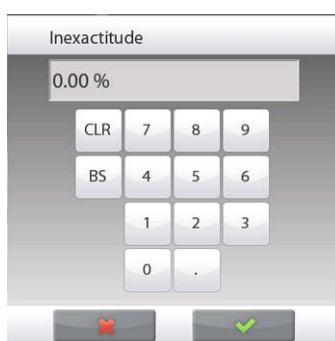 Inexactitude
0.00 %
CLR 7 8 9
BS 4 5 6
1 2 3
0 .